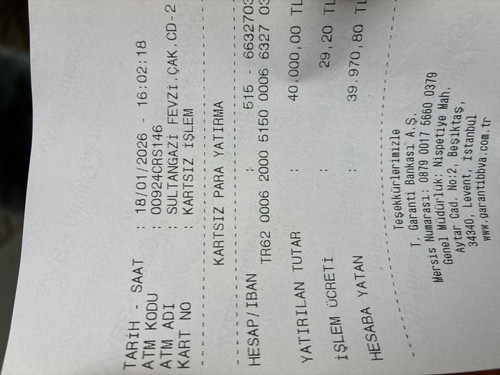 TARİH - SAAT : 18/01/2026 - 16:02:18
ATM KODU : 00924CRS146
ATM ADI : SULTANGAZİ FEVZİ.ÇAK.CD-2
KART NO : KARTSIZ İŞLEM
KARTSIZ PARA YATIRMA
HESAP/IBAN : 515 - 6632703
TR62 0006 2000 5150 0006 6327 03
YATIRILAN TUTAR : 40.000,00 TL
İŞLEM ÜCRETİ : 29,20 TL
HESABA YATAN : 39.970,80 TL
Teşekkürlerimizle
T. Garanti Bankası A.Ş.
Mersis Numarası: 0879 0017 5660 0379
Genel Müdürlük: Nispetiye Mah.
Aytar Cad. No:2, Beşiktaş,
34340, Levent, İstanbul
www.garantibbva.com.tr